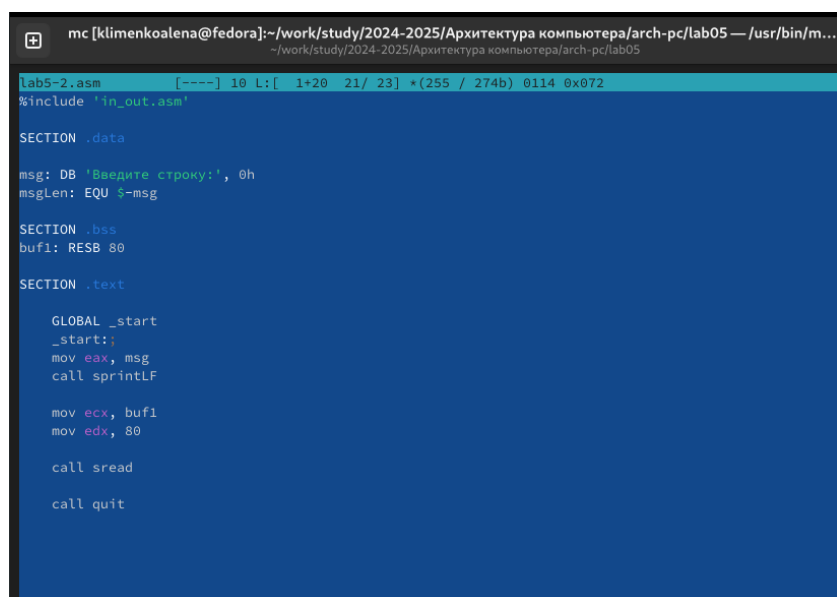 mc [klimenkoalena@fedora]:~/work/study/2024-2025/Архитектура компьютера/arch-pc/lab05 — /usr/bin/m...
~/work/study/2024-2025/Архитектура компьютера/arch-pc/lab05
lab5-2.asm [----] 10 L:[ 1+20 21/ 23] *(255 / 274b) 0114 0x072
%include 'in_out.asm'
SECTION .data
msg: DB 'Введите строку:', 0h
msgLen: EQU $-msg
SECTION .bss
buf1: RESB 80
SECTION .text
GLOBAL _start
_start:;
mov eax, msg
call sprintLF
mov ecx, buf1
mov edx, 80
call sread
call quit